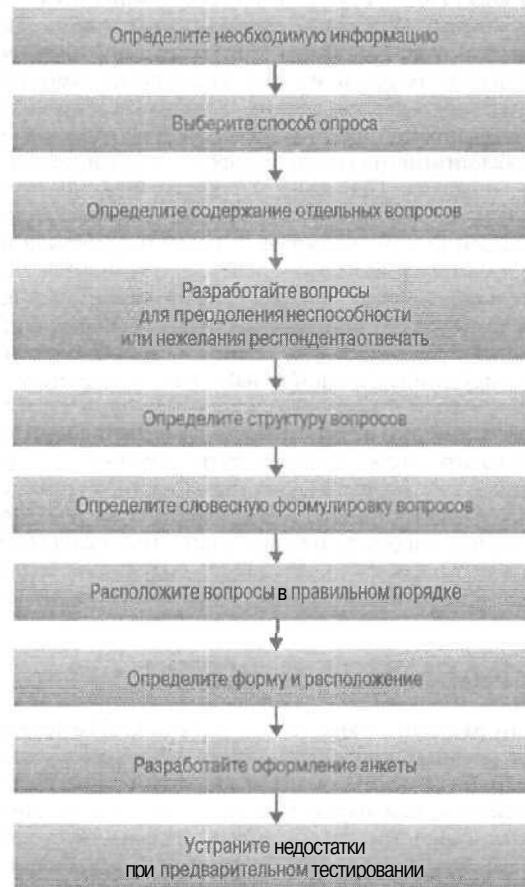 Определите необходимую информацию
Выберите способ опроса
Определите содержание отдельных вопросов
Разработайте вопросы
для преодоления неспособности
или нежелания респондента отвечать
Определите структуру вопросов
Определите словесную формулировку вопросов
Расположите вопросы в правильном порядке
Определите форму и расположение
Разработайте оформление анкеты
Устраните недостатки
при предварительном тестировании